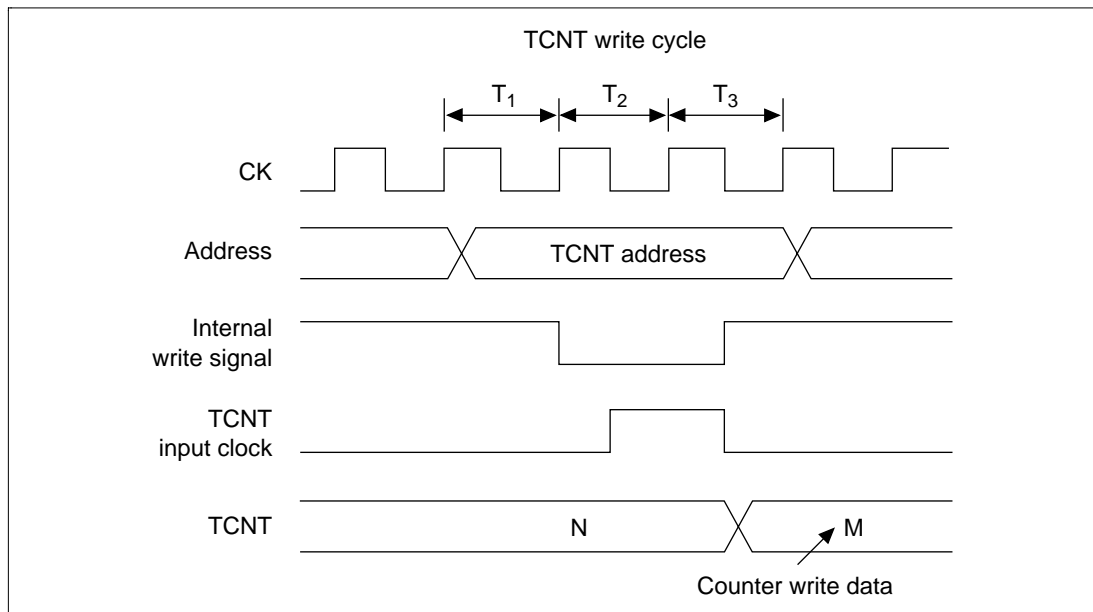 TCNT write cycle
T1 T2 T3
CK
Address
TCNT address
Internal
write signal
TCNT
input clock
TCNT
N
M
Counter write data